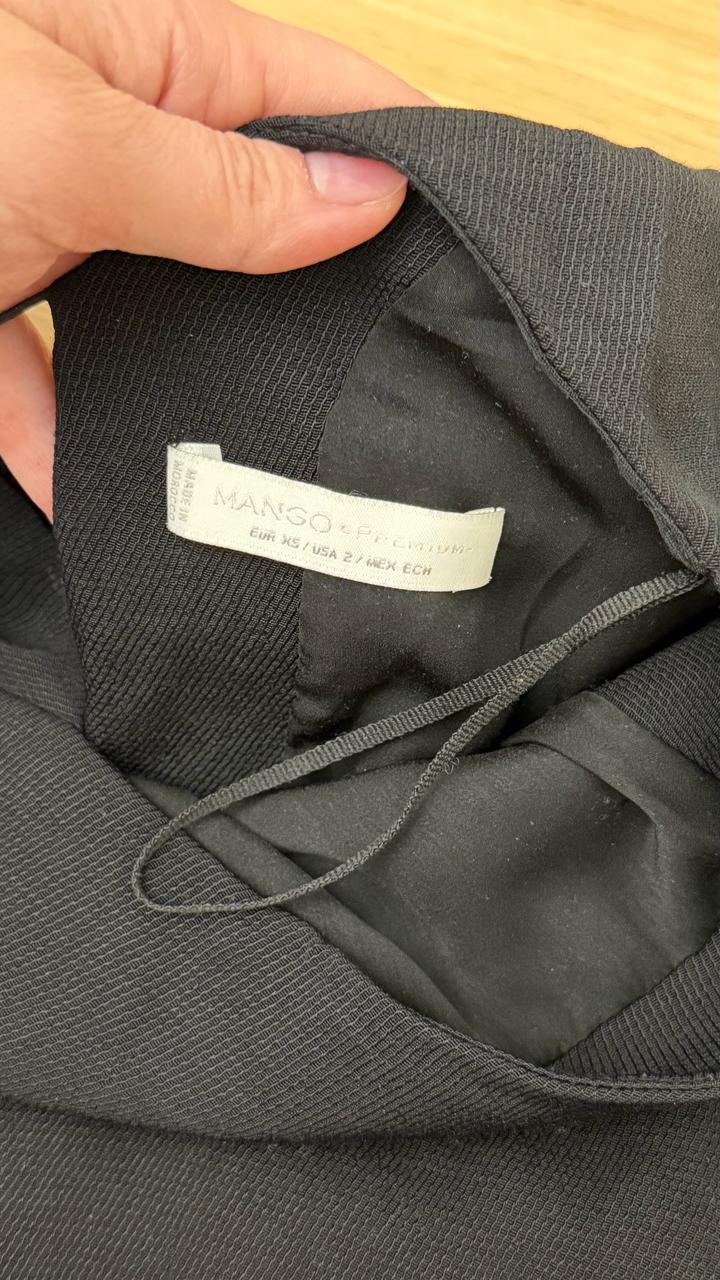 MANGO -PREMIUM-
EUR XS / USA 2 / MEX ECH
MADE IN
MOROCCO